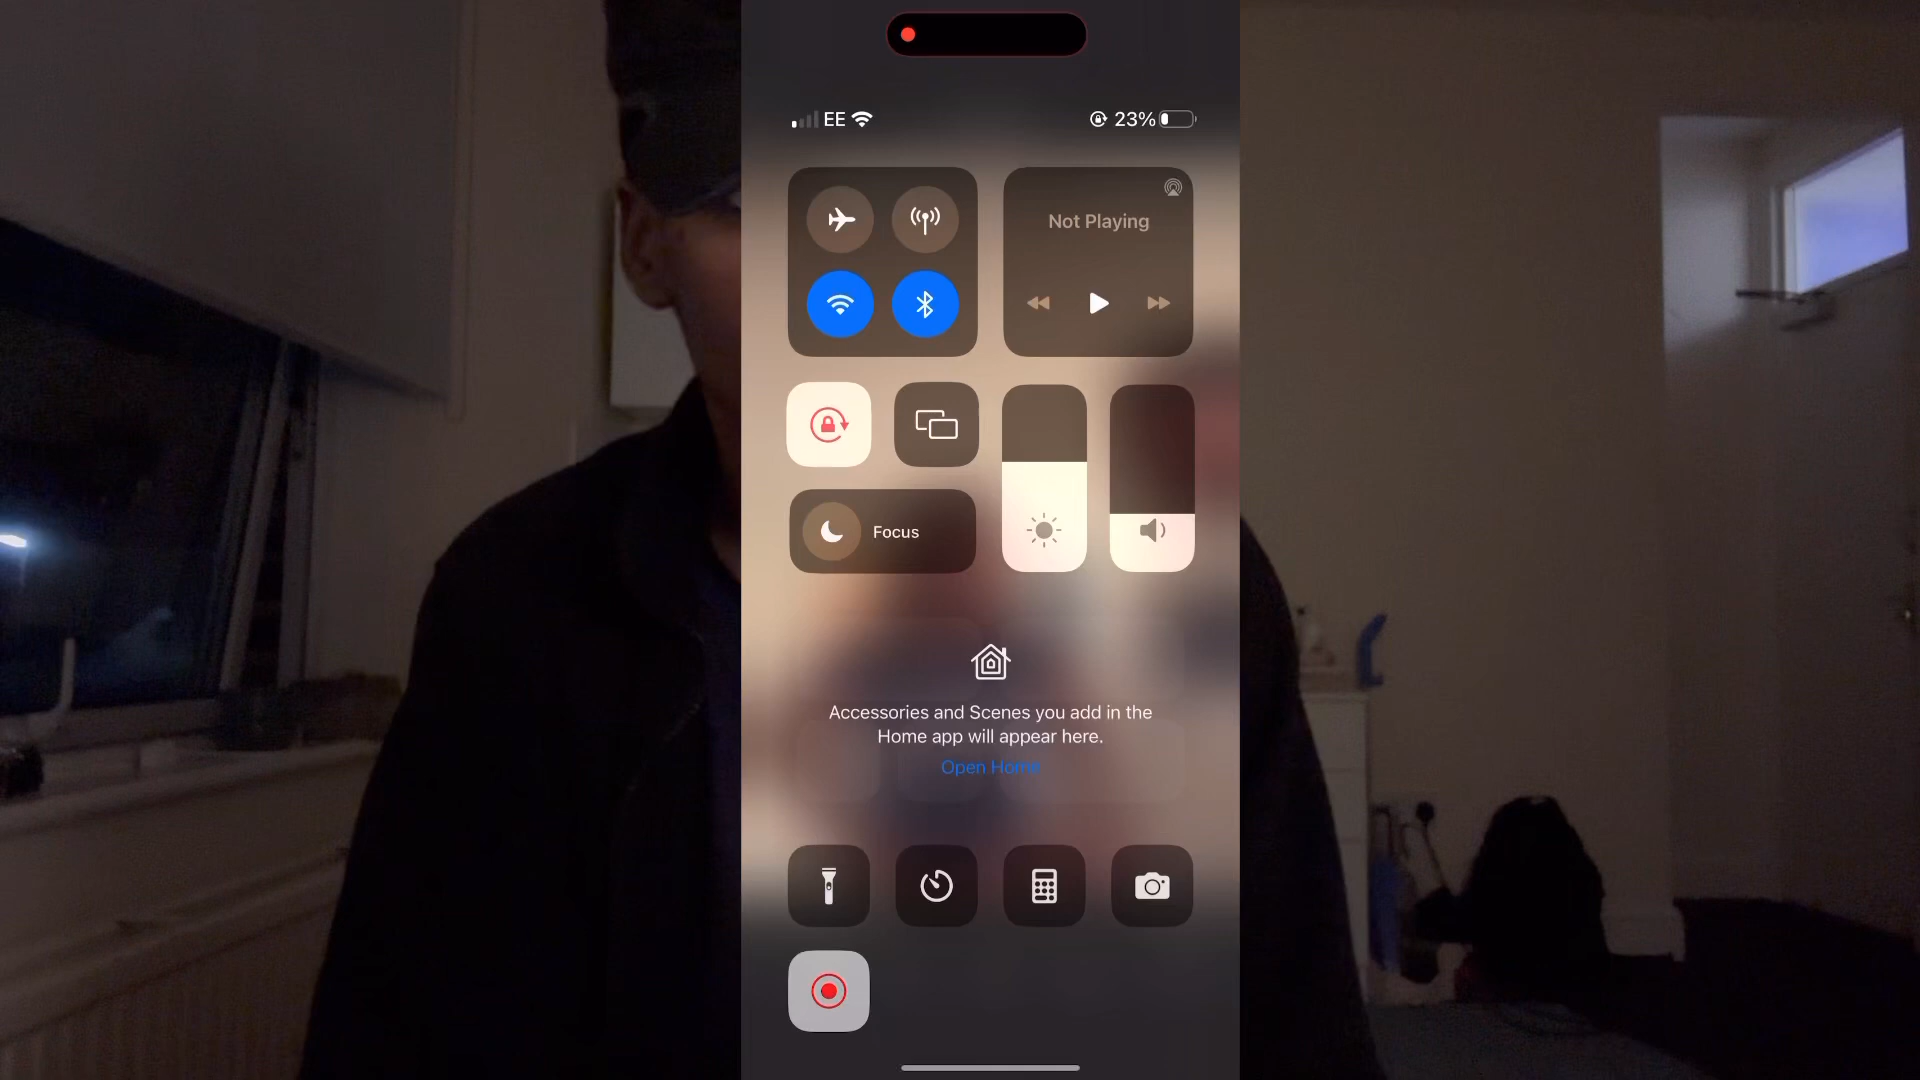 EE 23%
Not Playing
Focus
Accessories and Scenes you add in the
Home app will appear here.
Open Home